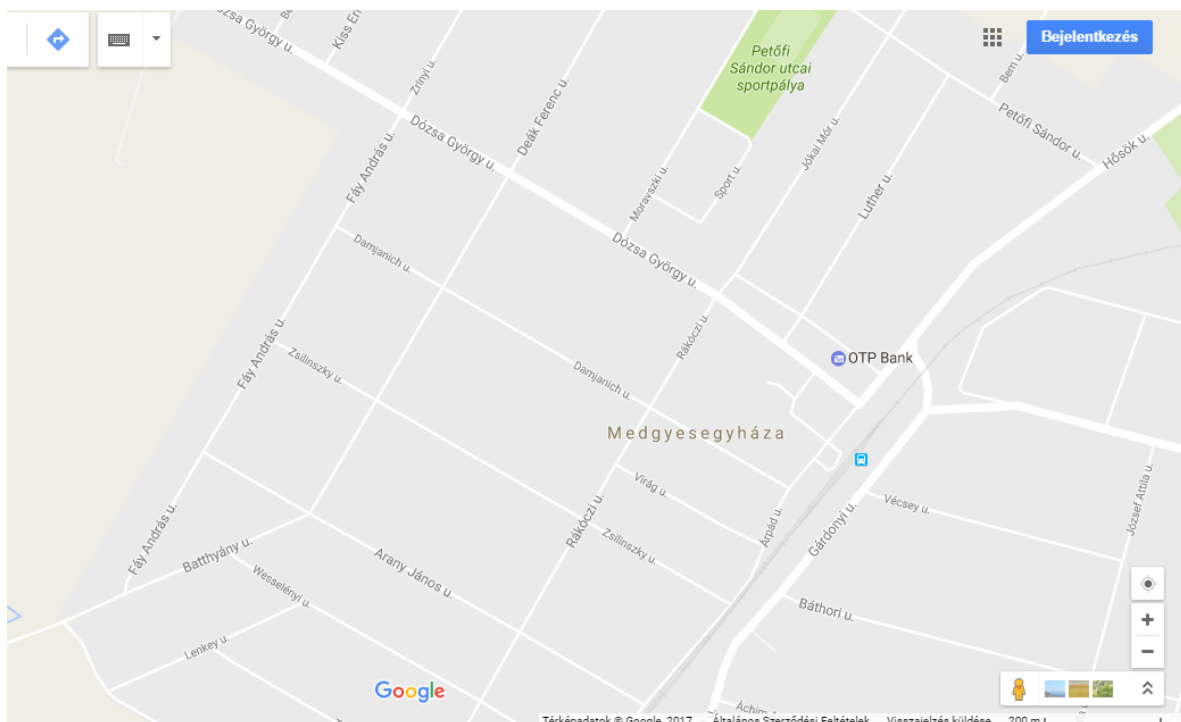 Dózsa György u.
Kiss Er
Bejelentkezés
Petőfi
Sándor utcai
sportpálya
Zrínyi u.
Bem u.
Deák Ferenc u.
Petőfi Sándor u.
Hősök u.
Dózsa György u.
Jókai Mór u.
Fáy András u.
Moravszki u.
Sport u.
Luther u.
Damjanich u.
Dózsa György u.
Rákóczi u.
Fáy András u.
Zsilinszky u.
OTP Bank
Damjanich u.
Medgyesegyháza
Virág u.
József Attila u.
Vécsey u.
Rákóczi u.
Árpád u.
Gárdonyi u.
Fáy András u.
Zsilinszky u.
Batthyány u.
Arany János u.
Wesselényi u.
Báthori u.
Lenkey u.
Google
Áchim
Térképadatok © Google, 2017 Általános Szerződési Feltételek Visszajelzés küldése 200 m